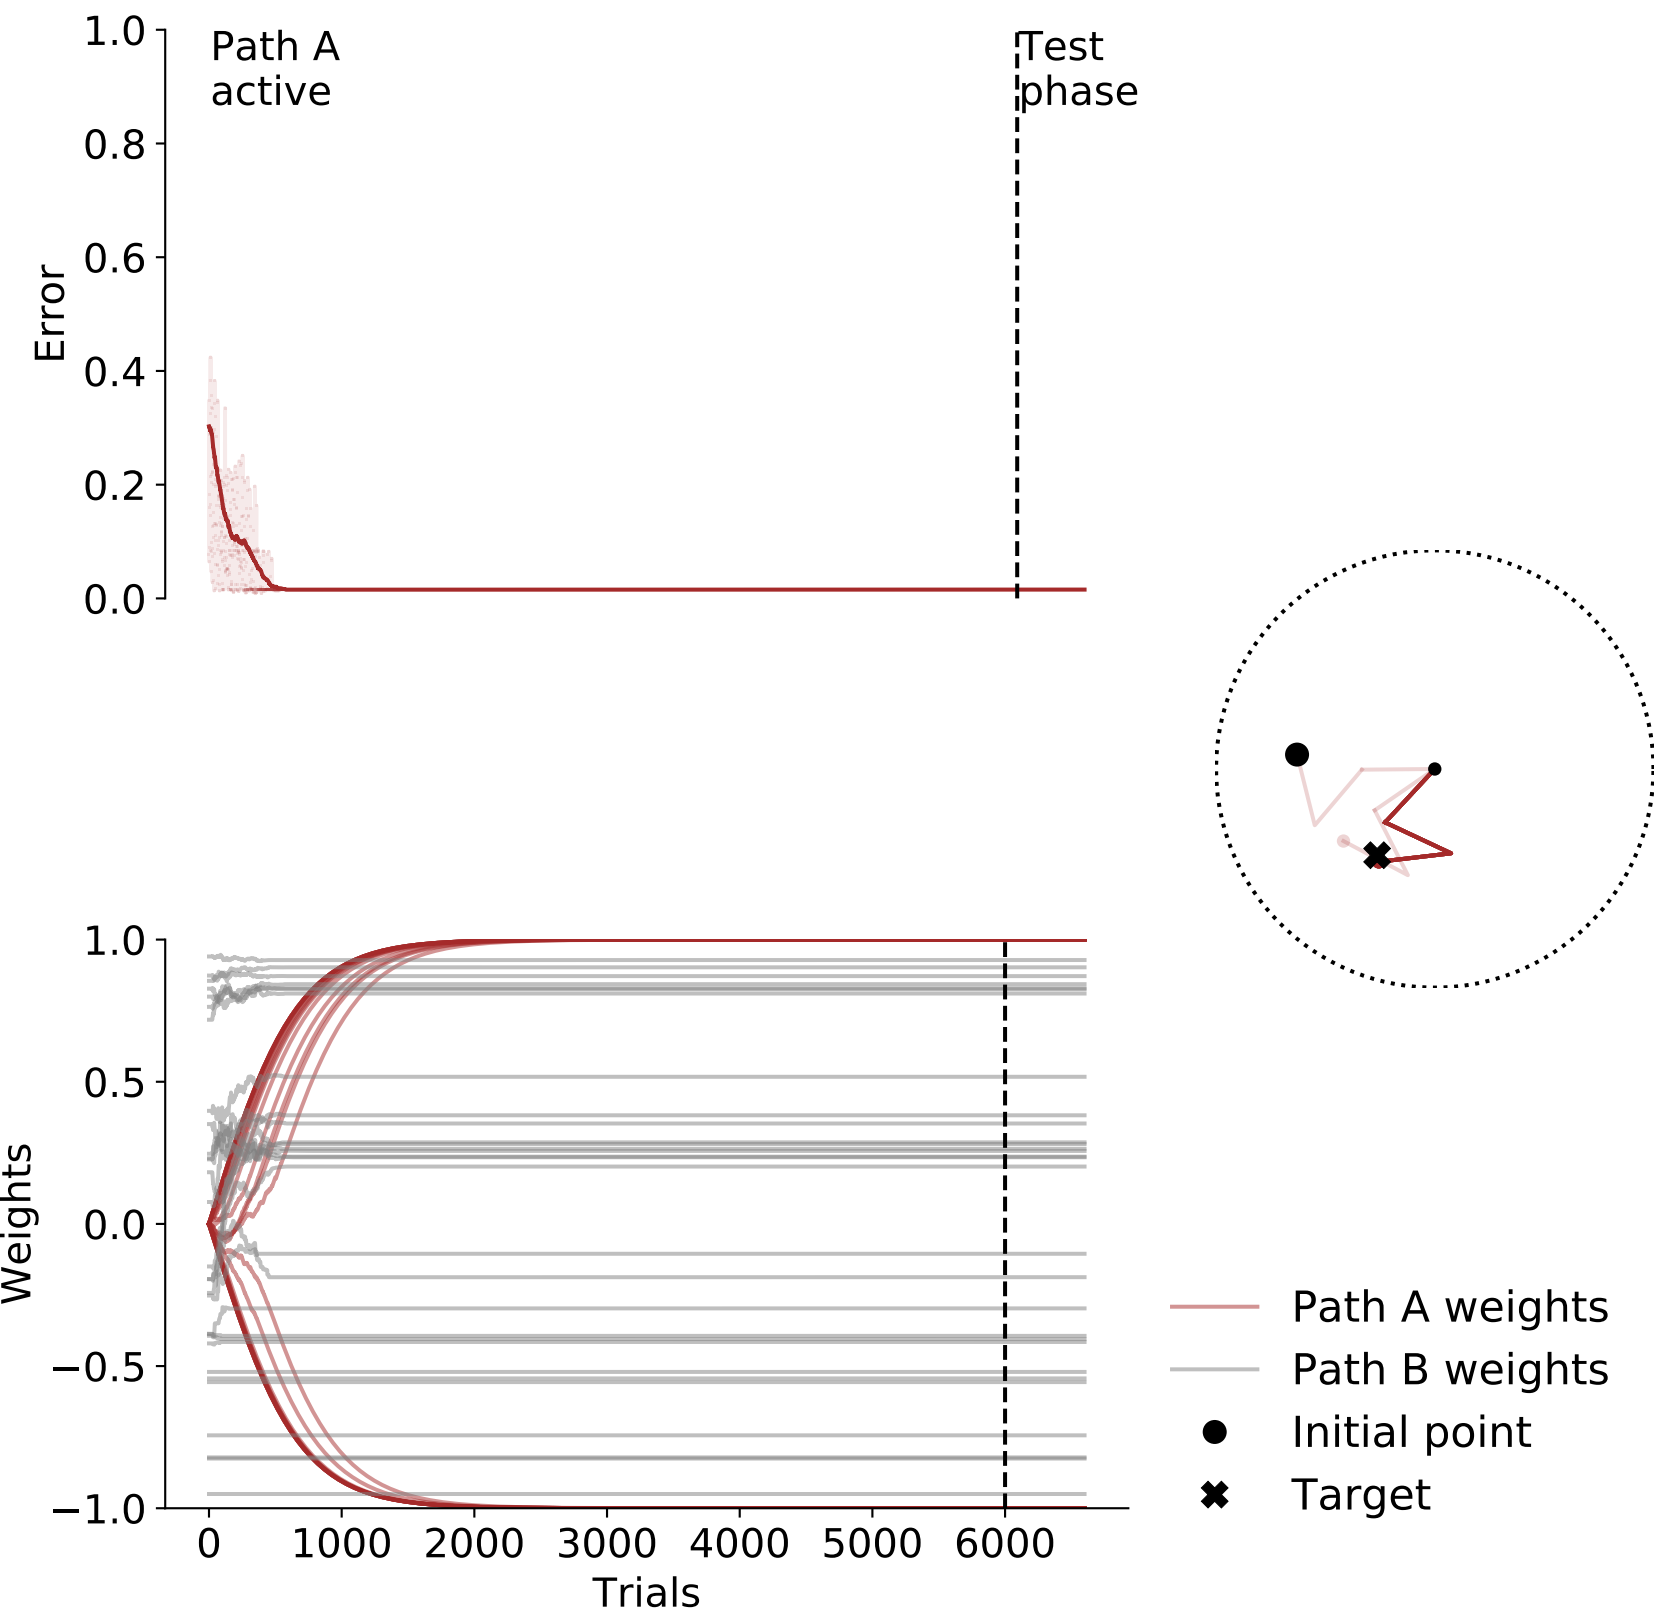 Path A
active
Test
phase
Error
1.0
0.8
0.6
0.4
0.2
0.0
Weights
1.0
0.5
0.0
−0.5
−1.0
0 1000 2000 3000 4000 5000 6000
Trials
Path A weights
Path B weights
Initial point
Target